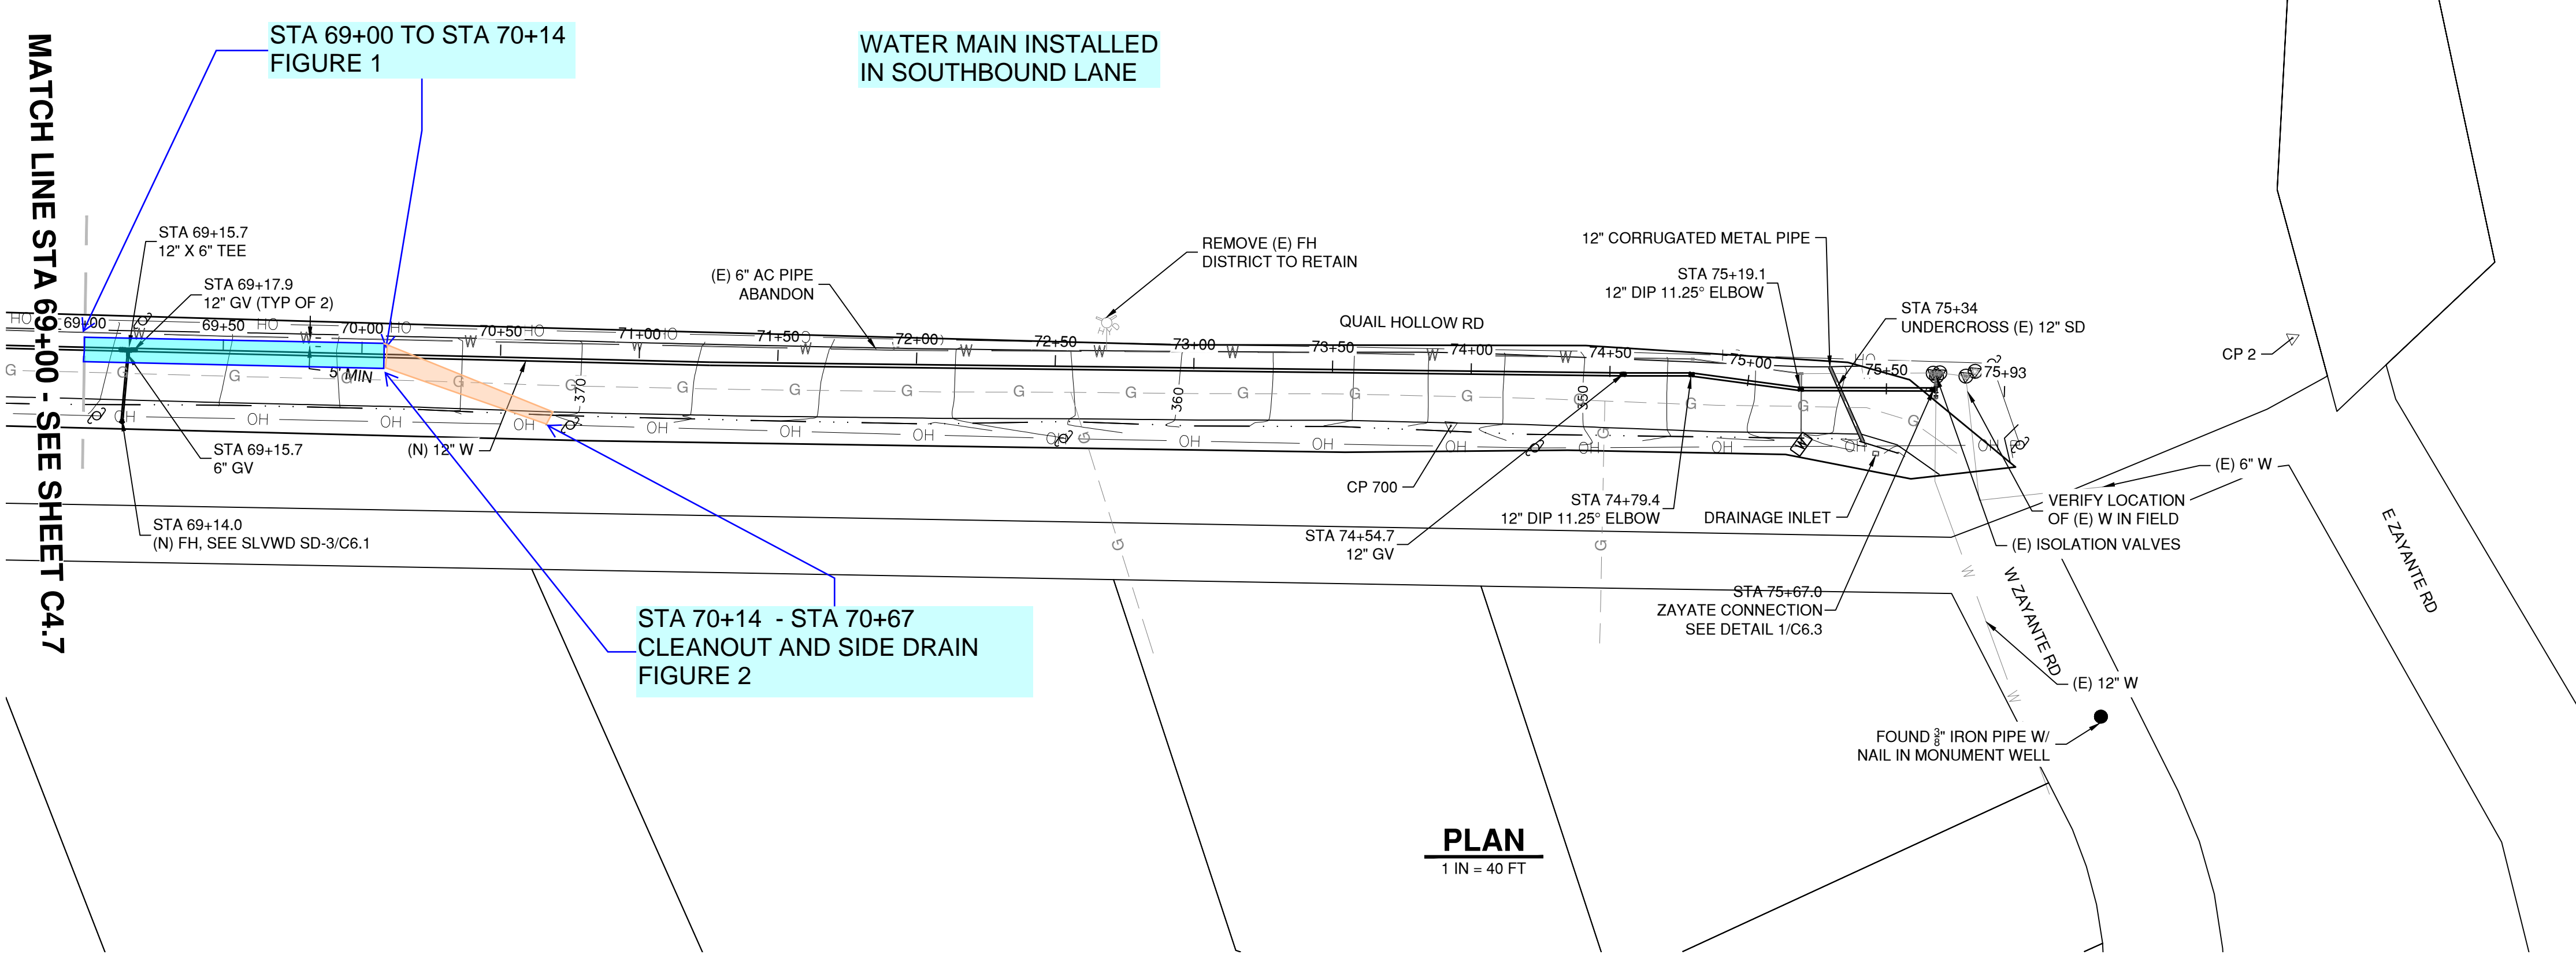 MATCH LINE STA 69+00 - SEE SHEET C4.7
STA 69+00 TO STA 70+14
FIGURE 1
WATER MAIN INSTALLED
IN SOUTHBOUND LANE
STA 69+15.7
12" X 6" TEE
STA 69+17.9
12" GV (TYP OF 2)
(E) 6" AC PIPE
ABANDON
REMOVE (E) FH
DISTRICT TO RETAIN
12" CORRUGATED METAL PIPE
STA 75+19.1
12" DIP 11.25° ELBOW
STA 75+34
UNDERCROSS (E) 12" SD
QUAIL HOLLOW RD
CP 2
69+00
69+50
70+00
70+50
71+00
71+50
72+00
72+50
73+00
73+50
74+00
74+50
75+00
75+50
75+93
HYD
5' MIN
370
360
350
STA 69+15.7
6" GV
(N) 12" W
STA 69+14.0
(N) FH, SEE SLVWD SD-3/C6.1
CP 700
STA 74+54.7
12" GV
STA 74+79.4
12" DIP 11.25° ELBOW
DRAINAGE INLET
(E) 6" W
VERIFY LOCATION
OF (E) W IN FIELD
(E) ISOLATION VALVES
STA 75+67.0
ZAYATE CONNECTION
SEE DETAIL 1/C6.3
W ZAYANTE RD
E ZAYANTE RD
(E) 12" W
STA 70+14 - STA 70+67
CLEANOUT AND SIDE DRAIN
FIGURE 2
FOUND 3/8" IRON PIPE W/
NAIL IN MONUMENT WELL
PLAN
1 IN = 40 FT